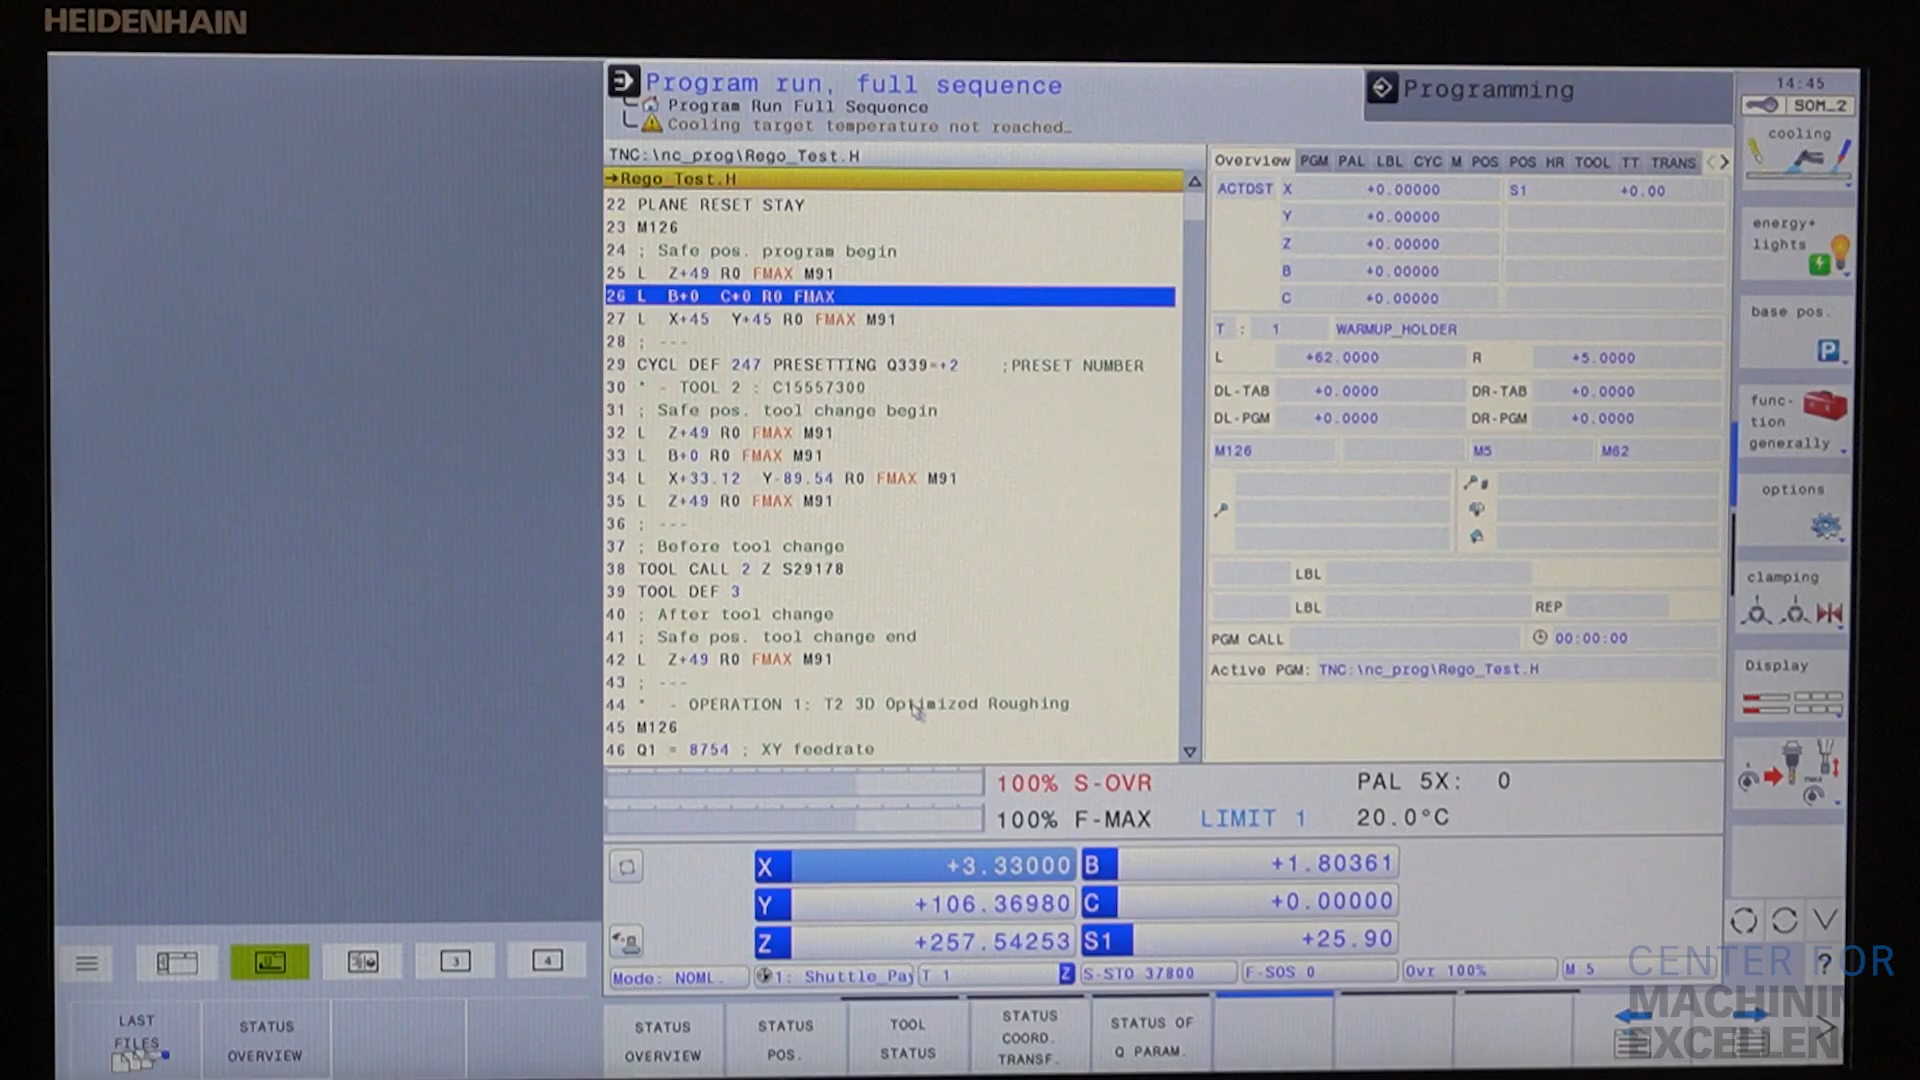 HEIDENHAIN
Program run, full sequence
Program Run Full Sequence
Cooling target temperature not reached…
Programming
14:45
SOM_2
TNC:\nc_prog\Rego_Test.H
→Rego_Test.H
22 PLANE RESET STAY
23 M126
24 ; Safe pos. program begin
25 L Z+49 R0 FMAX M91
26 L B+0 C+0 R0 FMAX
27 L X+45 Y+45 R0 FMAX M91
28 ; ---
29 CYCL DEF 247 PRESETTING Q339=+2 ;PRESET NUMBER
30 * - TOOL 2 : C15557300
31 ; Safe pos. tool change begin
32 L Z+49 R0 FMAX M91
33 L B+0 R0 FMAX M91
34 L X+33.12 Y-89.54 R0 FMAX M91
35 L Z+49 R0 FMAX M91
36 ; ---
37 ; Before tool change
38 TOOL CALL 2 Z S29178
39 TOOL DEF 3
40 ; After tool change
41 ; Safe pos. tool change end
42 L Z+49 R0 FMAX M91
43 ; ---
44 * - OPERATION 1: T2 3D Optimized Roughing
45 M126
46 Q1 = 8754 ; XY feedrate
Overview PGM PAL LBL CYC M POS POS HR TOOL TT TRANS
ACTDST X +0.00000 S1 +0.00
Y +0.00000
Z +0.00000
B +0.00000
C +0.00000
T : 1 WARMUP_HOLDER
L +62.0000 R +5.0000
DL-TAB +0.0000 DR-TAB +0.0000
DL-PGM +0.0000 DR-PGM +0.0000
M126 M5 M62
LBL
LBL REP
PGM CALL 00:00:00
Active PGM: TNC:\nc_prog\Rego_Test.H
cooling
energy+
lights
base pos.
P
func-
tion
generally
options
clamping
Display
100% S-OVR PAL 5X: 0
100% F-MAX LIMIT 1 20.0°C
X +3.33000 B +1.80361
Y +106.36980 C +0.00000
Z +257.54253 S1 +25.90
Mode: NOML. 1: Shuttle_Pa T 1 Z S-STO 37800 F-SOS 0 Ovr 100% M 5
3
4
?
LAST
FILES
STATUS
OVERVIEW
STATUS
OVERVIEW
STATUS
POS.
TOOL
STATUS
STATUS
COORD.
TRANSF.
STATUS OF
Q PARAM.
CENTER FOR
MACHININ
EXCELLEN